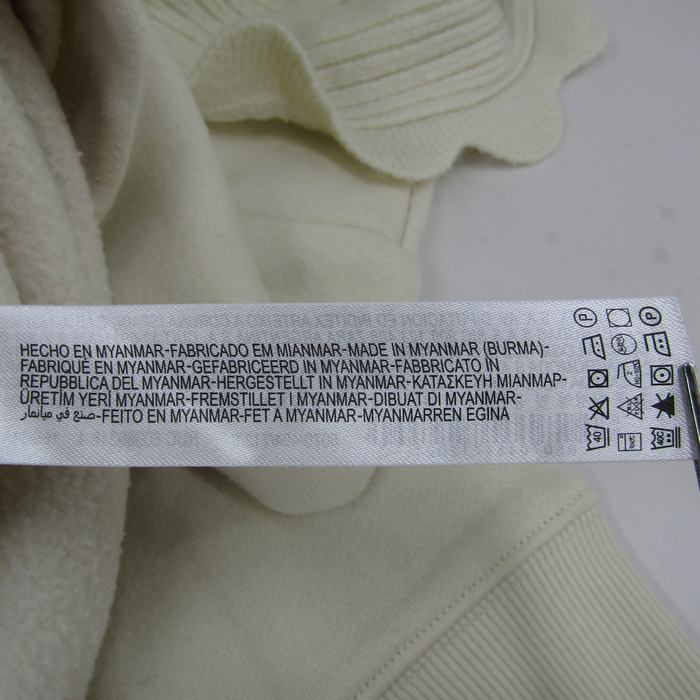 HECHO EN MYANMAR-FABRICADO EM MIANMAR-MADE IN MYANMAR (BURMA)-
FABRIQUÉ EN MYANMAR-GEFABRICEERD IN MYANMAR-FABBRICATO IN
REPUBBLICA DEL MYANMAR-HERGESTELLT IN MYANMAR-ΚΑΤΑΣΚΕΥΗ ΜΙΑΝΜΑΡ-
ÜRETİM YERİ MYANMAR-FREMSTILLET I MYANMAR-DIBUAT DI MYANMAR-
صنع في ميانمار-FEITO EN MYANMAR-FET A MYANMAR-MYANMARREN EGINA
P P
40